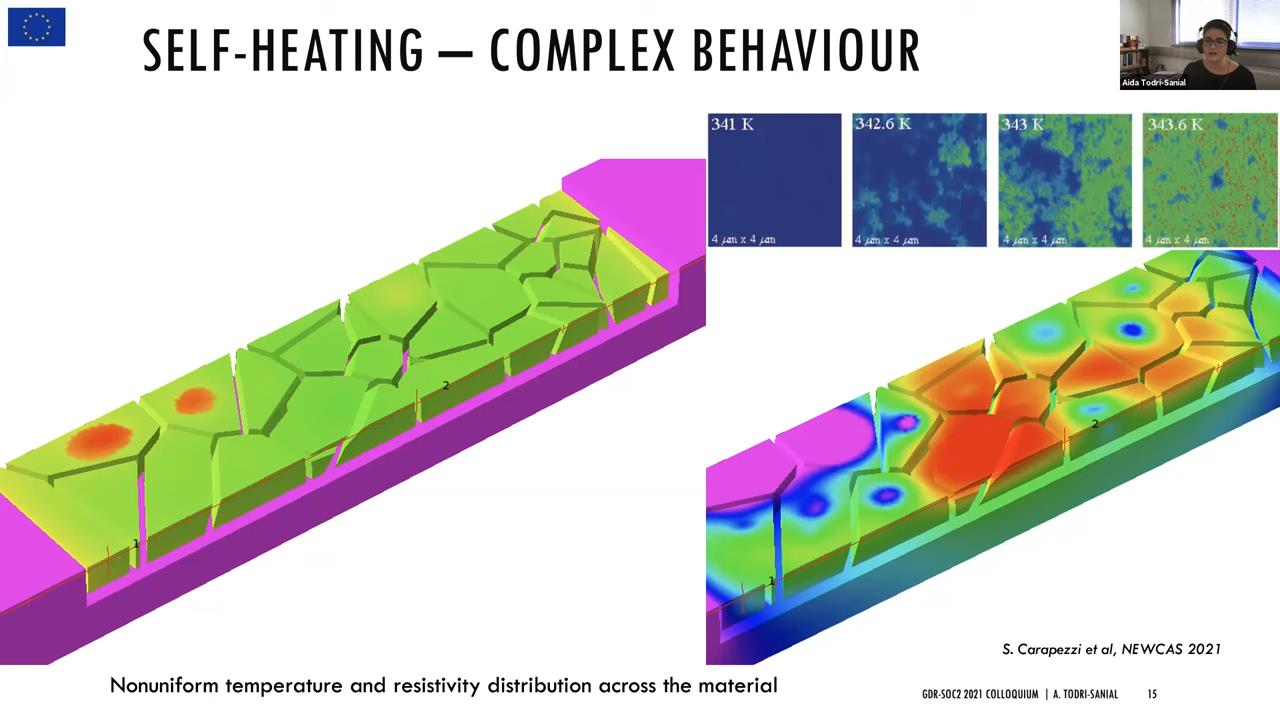 SELF-HEATING – COMPLEX BEHAVIOUR
Aida Todri-Sanial
341 K
342.6 K
343 K
343.6 K
4 µm x 4 µm
4 µm x 4 µm
4 µm x 4 µm
4 µm x 4 µm
2
1
2
1
S. Carapezzi et al, NEWCAS 2021
Nonuniform temperature and resistivity distribution across the material
GDR-SOC2 2021 COLLOQUIUM | A. TODRI-SANIAL 15